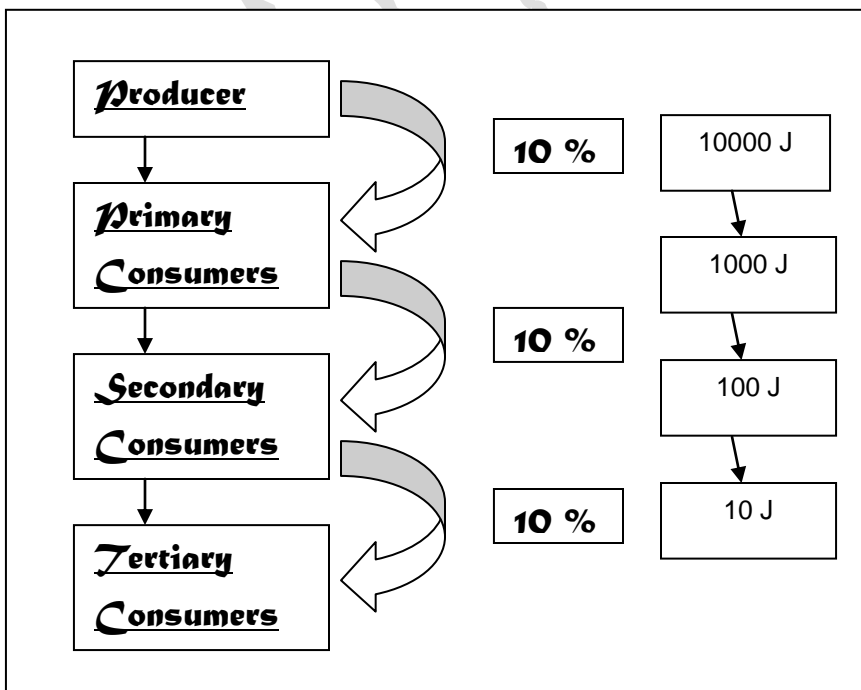 Producer
Primary
Consumers
Secondary
Consumers
Tertiary
Consumers
10 %
10 %
10 %
10000 J
1000 J
100 J
10 J